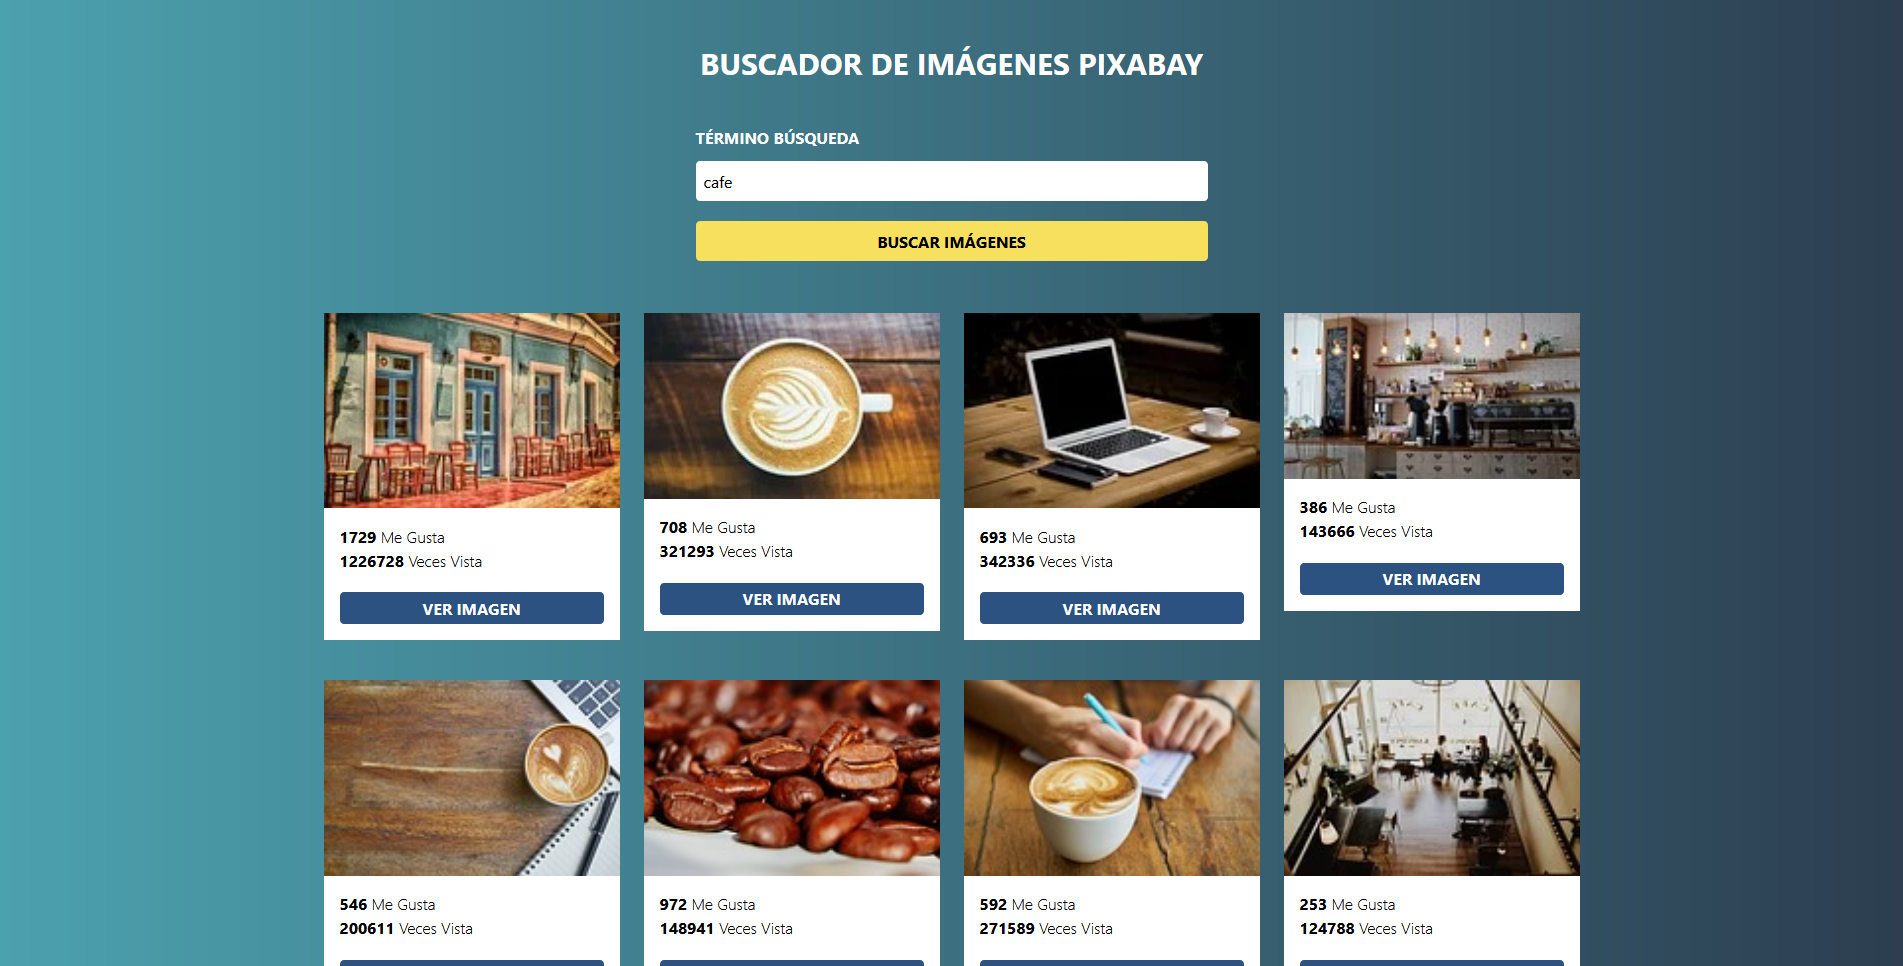 BUSCADOR DE IMÁGENES PIXABAY
TÉRMINO BÚSQUEDA
cafe
BUSCAR IMÁGENES
1729 Me Gusta
1226728 Veces Vista
VER IMAGEN
708 Me Gusta
321293 Veces Vista
VER IMAGEN
693 Me Gusta
342336 Veces Vista
VER IMAGEN
386 Me Gusta
143666 Veces Vista
VER IMAGEN
546 Me Gusta
200611 Veces Vista
972 Me Gusta
148941 Veces Vista
592 Me Gusta
271589 Veces Vista
253 Me Gusta
124788 Veces Vista